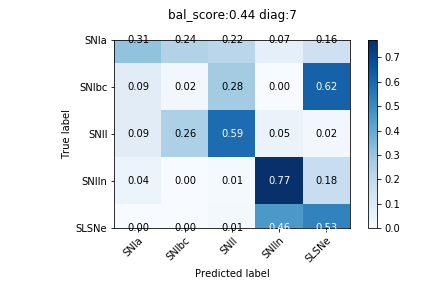 bal_score:0.44 diag:7
True label
SNIa 0.31 0.24 0.22 0.07 0.16
SNIbc 0.09 0.02 0.28 0.00 0.62
SNII 0.09 0.26 0.59 0.05 0.02
SNIIn 0.04 0.00 0.01 0.77 0.18
SLSNe 0.00 0.00 0.01 0.46 0.53
SNIa SNIbc SNII SNIIn SLSNe
Predicted label
0.7
0.6
0.5
0.4
0.3
0.2
0.1
0.0